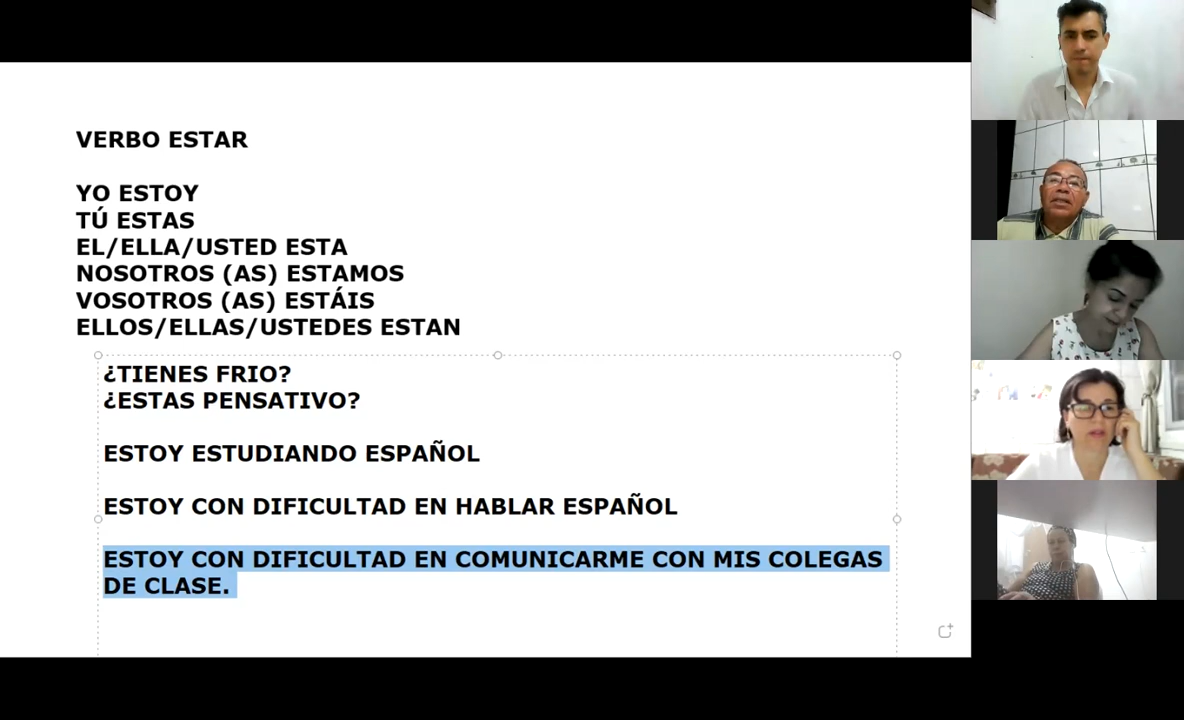 VERBO ESTAR
YO ESTOY
TÚ ESTAS
EL/ELLA/USTED ESTA
NOSOTROS (AS) ESTAMOS
VOSOTROS (AS) ESTÁIS
ELLOS/ELLAS/USTEDES ESTAN
¿TIENES FRIO?
¿ESTAS PENSATIVO?
ESTOY ESTUDIANDO ESPAÑOL
ESTOY CON DIFICULTAD EN HABLAR ESPAÑOL
ESTOY CON DIFICULTAD EN COMUNICARME CON MIS COLEGAS
DE CLASE.